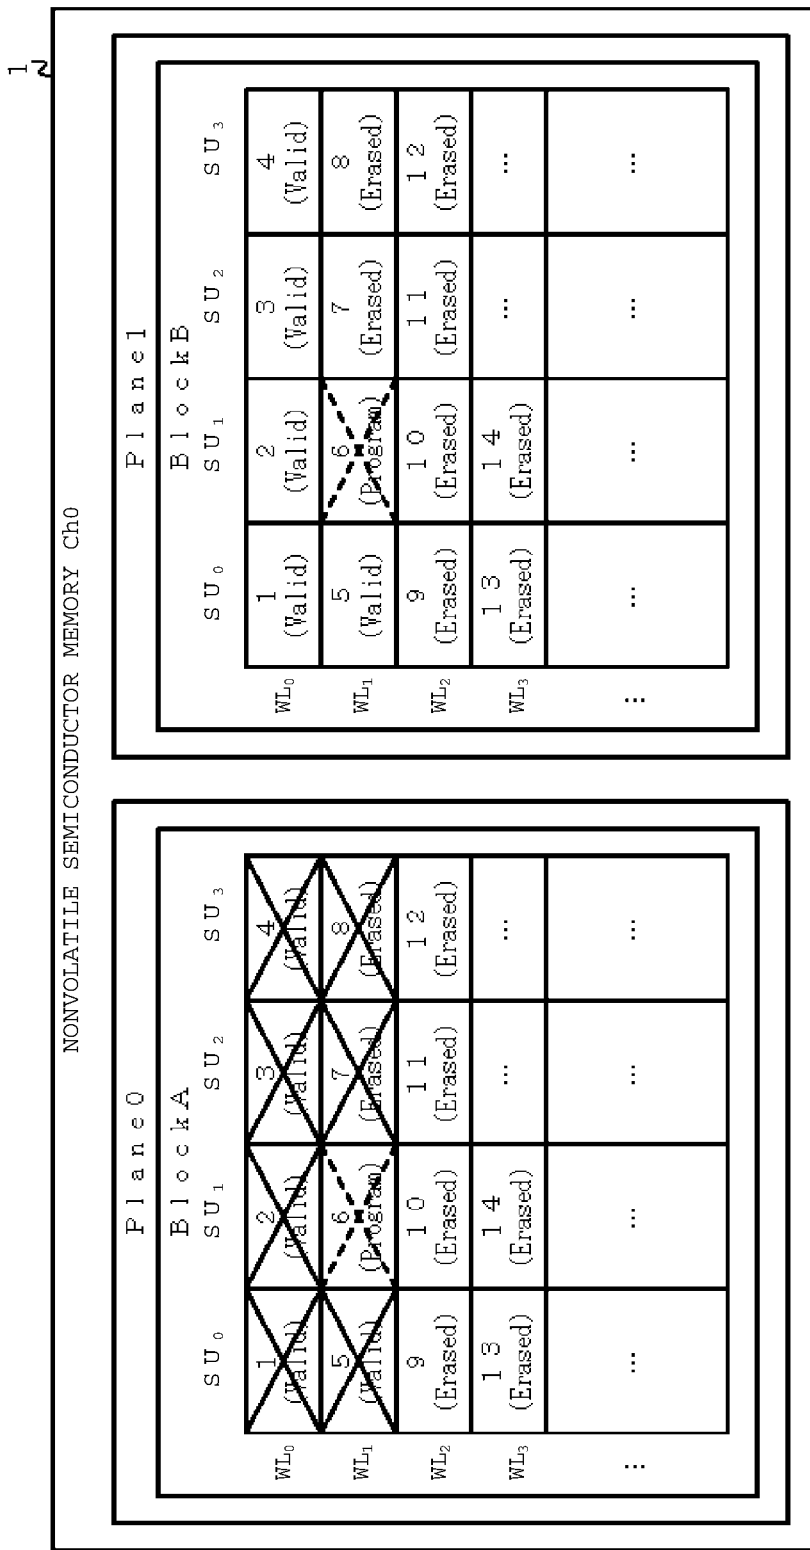 1
NONVOLATILE SEMICONDUCTOR MEMORY Ch0
Plane0
BlockA
SU₀ SU₁ SU₂ SU₃
WL₀ 1 (Valid) 2 (Valid) 3 (Valid) 4 (Valid)
WL₁ 5 (Valid) 6 (Program) 7 (Erased) 8 (Erased)
WL₂ 9 (Erased) 10 (Erased) 11 (Erased) 12 (Erased)
WL₃ 13 (Erased) 14 (Erased) ... ...
... ... ... ... ...
Plane1
BlockB
SU₀ SU₁ SU₂ SU₃
WL₀ 1 (Valid) 2 (Valid) 3 (Valid) 4 (Valid)
WL₁ 5 (Valid) 6 (Program) 7 (Erased) 8 (Erased)
WL₂ 9 (Erased) 10 (Erased) 11 (Erased) 12 (Erased)
WL₃ 13 (Erased) 14 (Erased) ... ...
... ... ... ... ...